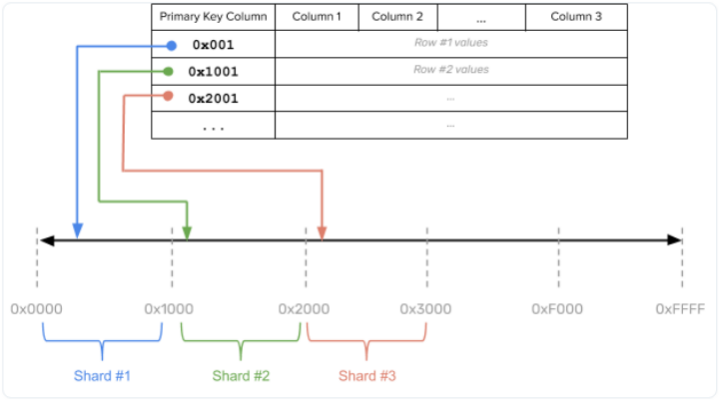 Primary Key Column Column 1 Column 2 ... Column 3
0x001 Row #1 values
0x1001 Row #2 values
0x2001 ...
... ...
0x0000 0x1000 0x2000 0x3000 0xF000 0xFFFF
Shard #1 Shard #2 Shard #3